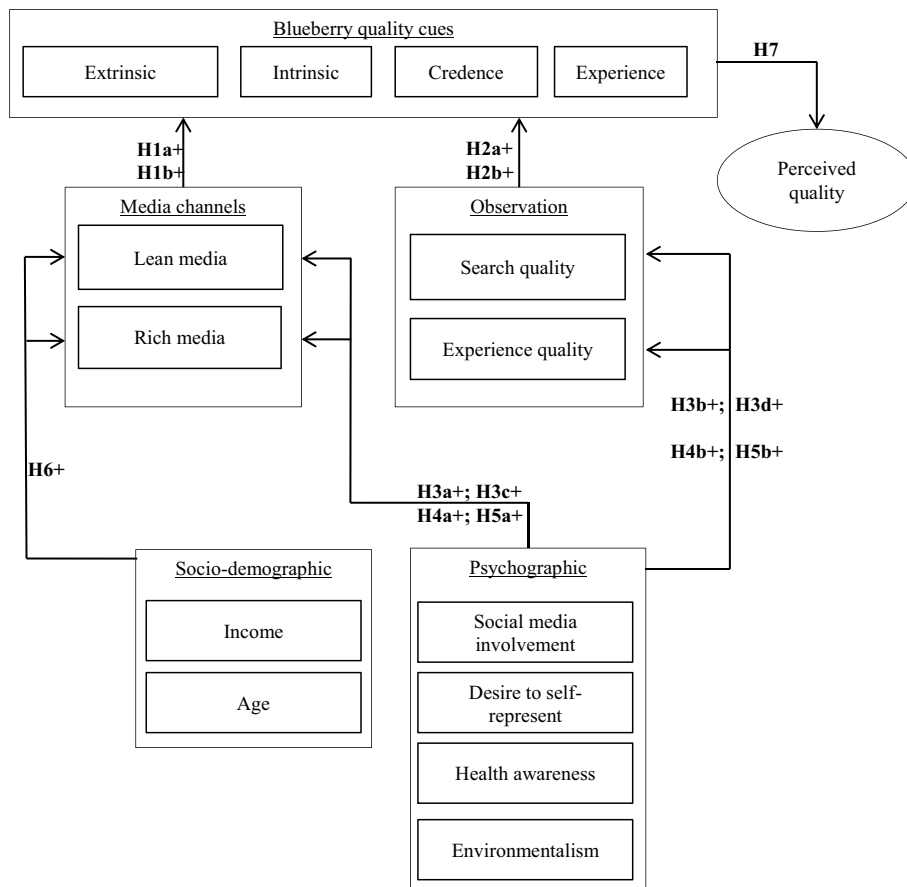 Blueberry quality cues
Extrinsic
Intrinsic
Credence
Experience
H7
H1a+
H1b+
H2a+
H2b+
Perceived
quality
Media channels
Lean media
Rich media
Observation
Search quality
Experience quality
H3b+; H3d+
H4b+; H5b+
H6+
H3a+; H3c+
H4a+; H5a+
Socio-demographic
Income
Age
Psychographic
Social media
involvement
Desire to self-
represent
Health awareness
Environmentalism